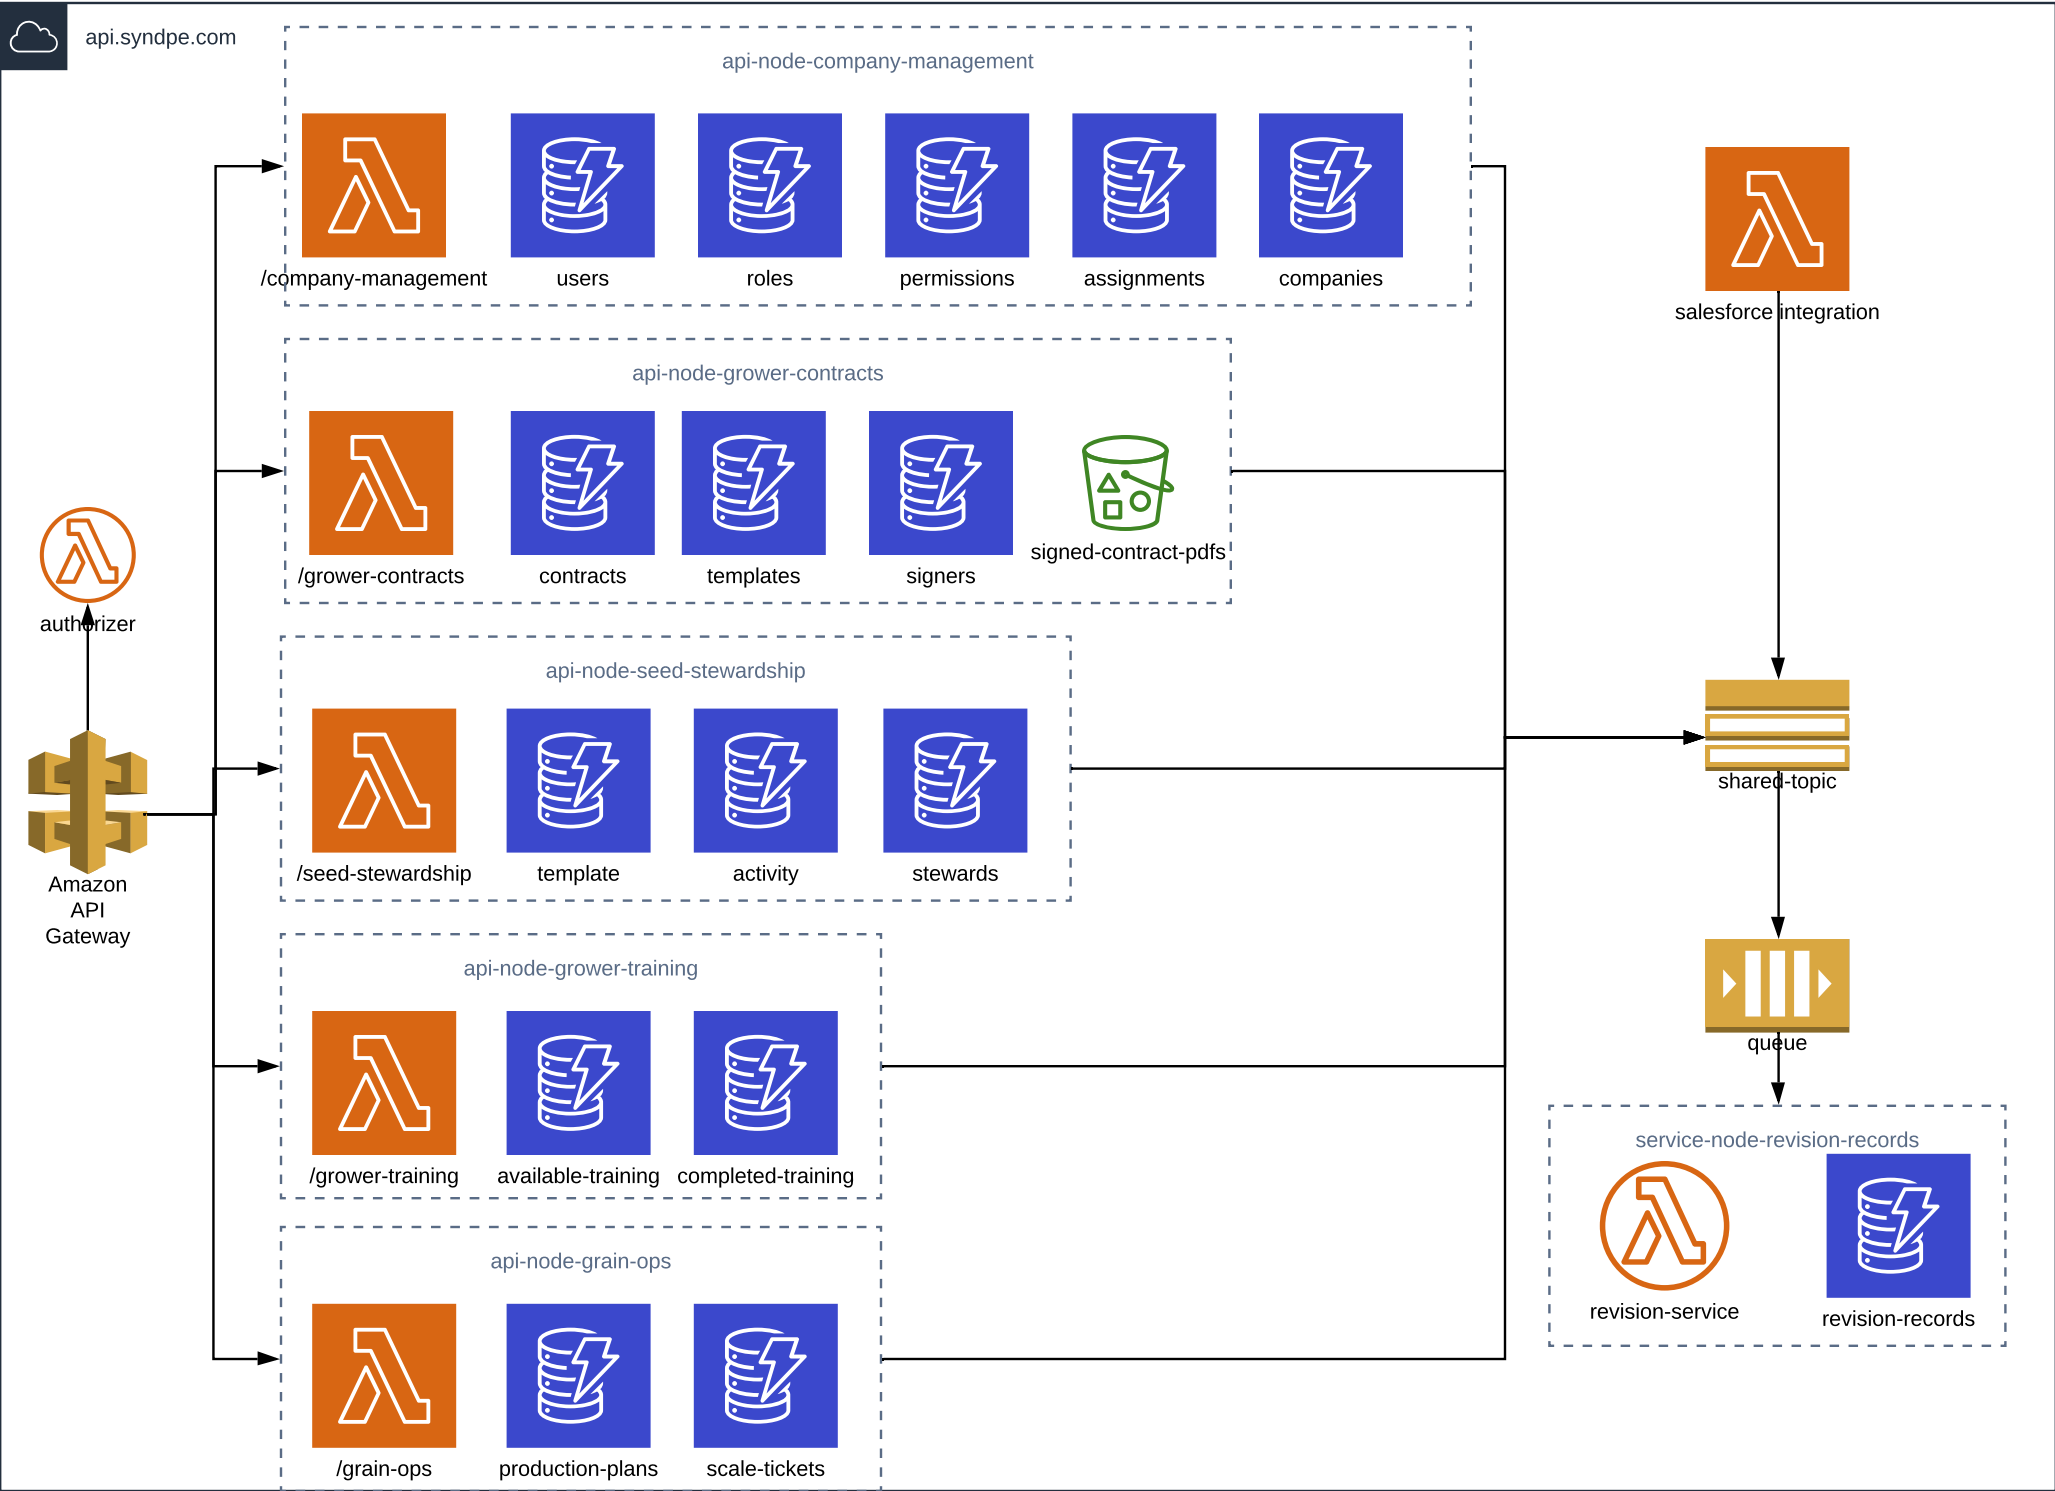 api.syndpe.com
api-node-company-management
/company-management
users
roles
permissions
assignments
companies
salesforce integration
api-node-grower-contracts
/grower-contracts
contracts
templates
signers
signed-contract-pdfs
authorizer
api-node-seed-stewardship
/seed-stewardship
template
activity
stewards
shared-topic
Amazon
API
Gateway
api-node-grower-training
/grower-training
available-training
completed-training
queue
service-node-revision-records
revision-service
revision-records
api-node-grain-ops
/grain-ops
production-plans
scale-tickets